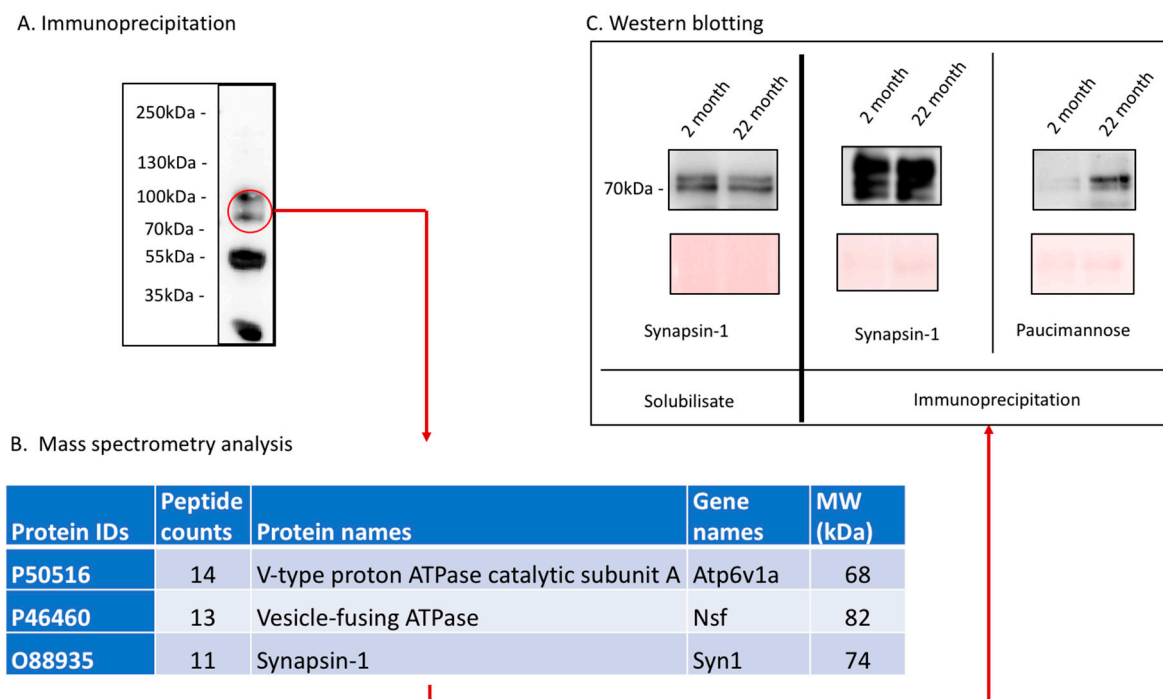 A. Immunoprecipitation
250kDa -
130kDa -
100kDa -
70kDa -
55kDa -
35kDa -
C. Western blotting
2 month
22 month
2 month
22 month
2 month
22 month
70kDa -
Synapsin-1
Synapsin-1
Paucimannose
Solubilisate
Immunoprecipitation
B. Mass spectrometry analysis
Protein IDs Peptide counts Protein names Gene names MW (kDa)
P50516 14 V-type proton ATPase catalytic subunit A Atp6v1a 68
P46460 13 Vesicle-fusing ATPase Nsf 82
O88935 11 Synapsin-1 Syn1 74